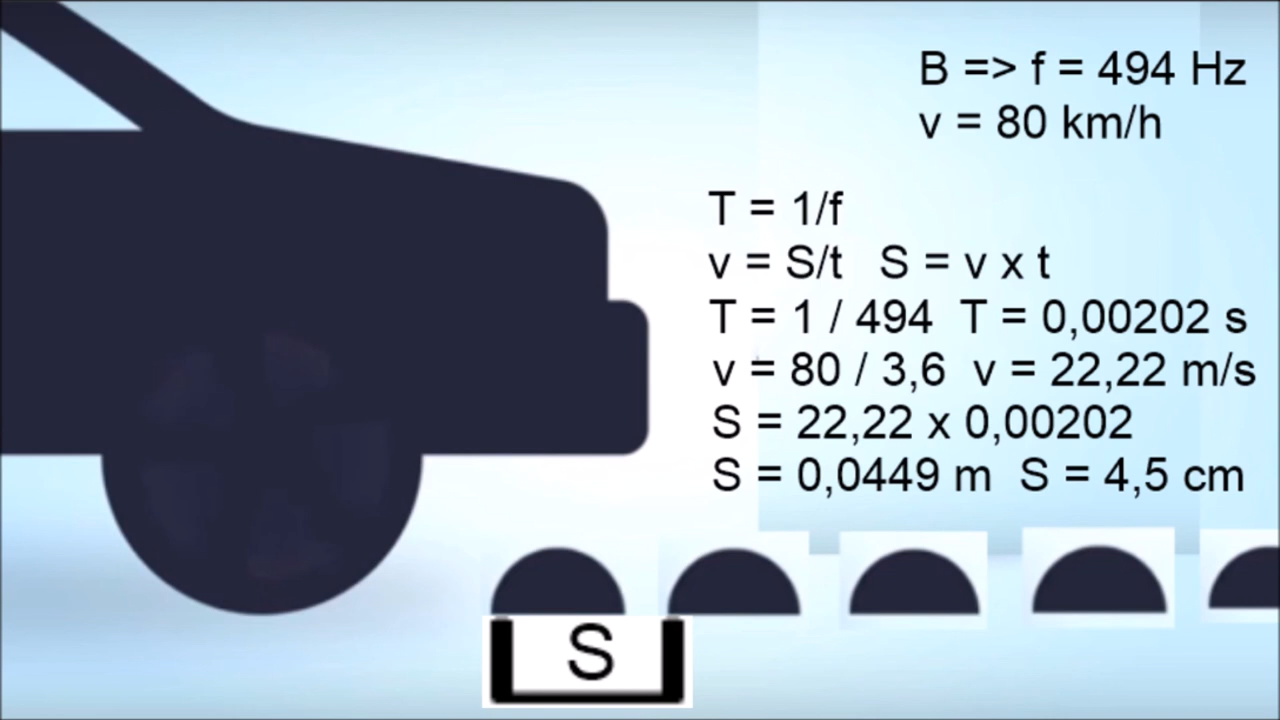 B => f = 494 Hz
v = 80 km/h
T = 1/f
v = S/t S = v x t
T = 1 / 494 T = 0,00202 s
v = 80 / 3,6 v = 22,22 m/s
S = 22,22 x 0,00202
S = 0,0449 m S = 4,5 cm
S